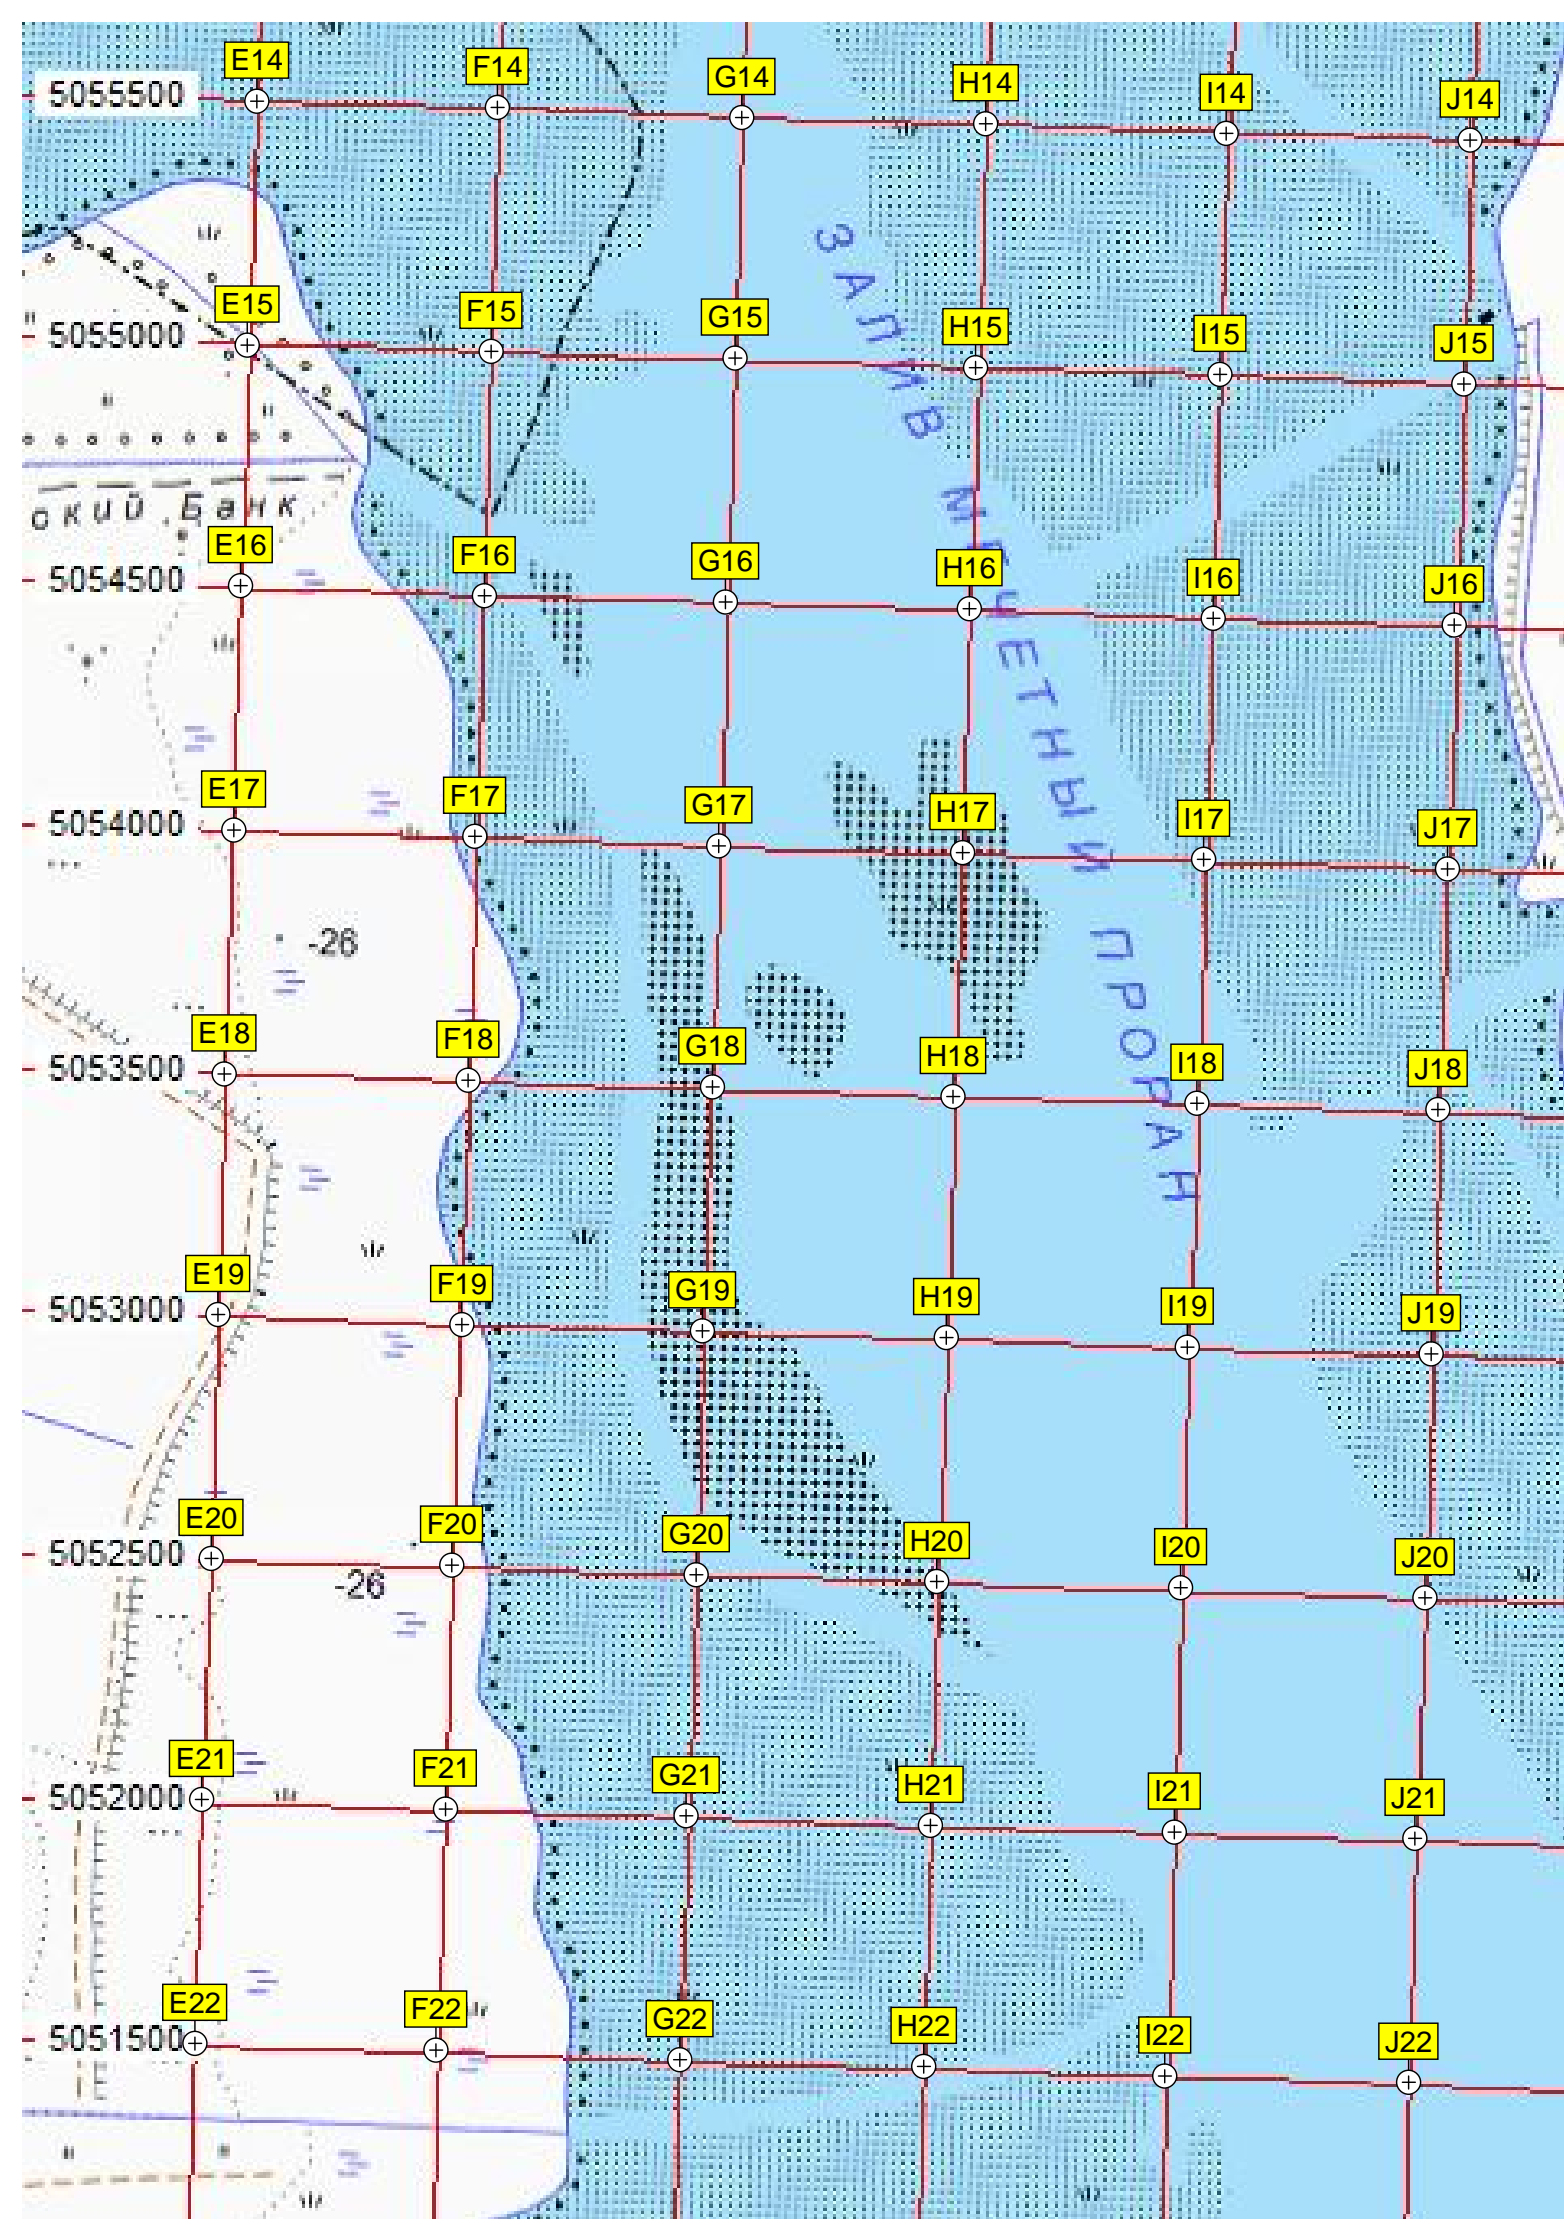 E14 F14 G14 H14 I14 J14
5055500
ЗАЛИВ МЕЧЕТНЫЙ ПРОРАН
E15 F15 G15 H15 I15 J15
5055000
ский Банк
E16 F16 G16 H16 I16 J16
5054500
E17 F17 G17 H17 I17 J17
5054000
-26
E18 F18 G18 H18 I18 J18
5053500
E19 F19 G19 H19 I19 J19
5053000
E20 F20 G20 H20 I20 J20
5052500
-26
E21 F21 G21 H21 I21 J21
5052000
E22 F22 G22 H22 I22 J22
5051500